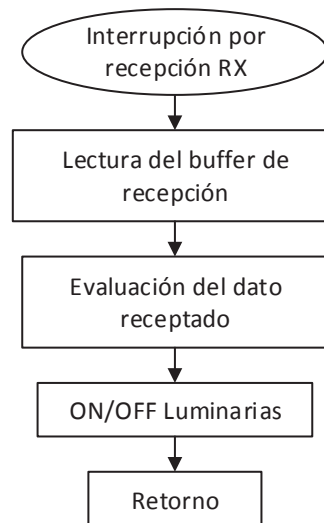 Interrupción por
recepción RX
Lectura del buffer de
recepción
Evaluación del dato
receptado
ON/OFF Luminarias
Retorno